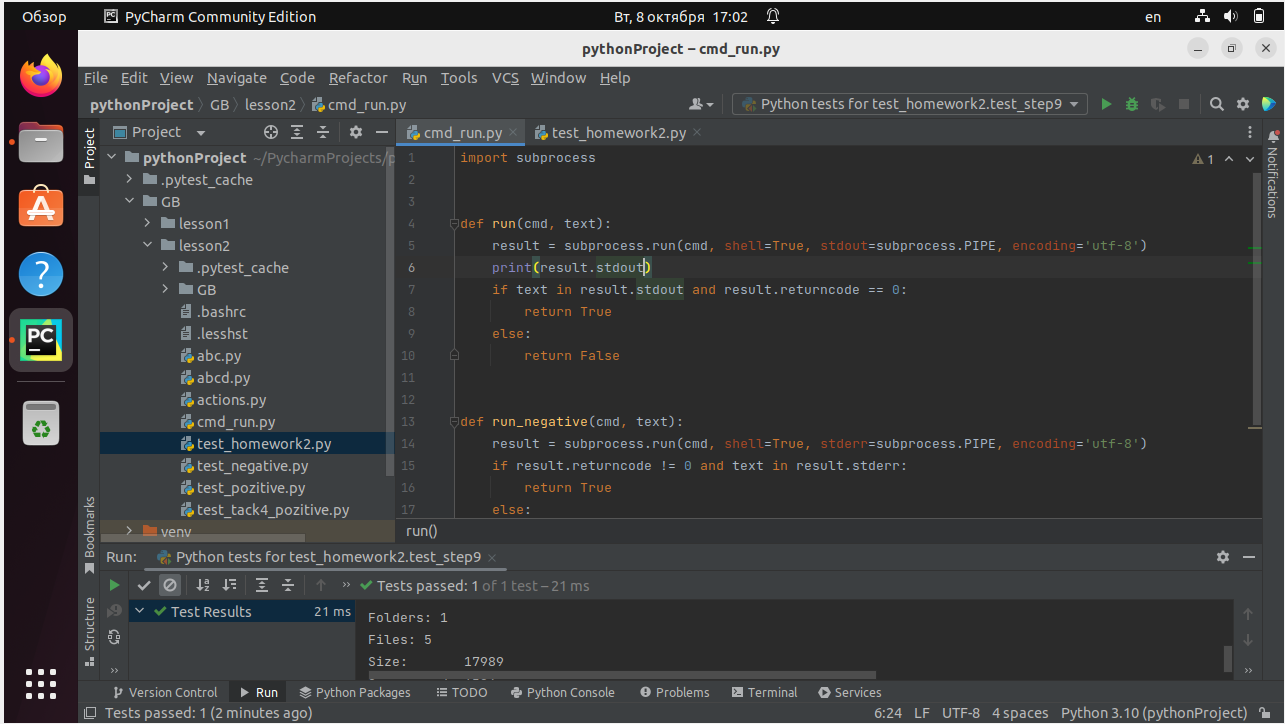 Обзор PyCharm Community Edition Вт, 8 октября 17:02 en
pythonProject – cmd_run.py
File Edit View Navigate Code Refactor Run Tools VCS Window Help
pythonProject GB lesson2 cmd_run.py Python tests for test_homework2.test_step9
Project
Project
pythonProject ~/PycharmProjects/p
.pytest_cache
GB
lesson1
lesson2
.pytest_cache
GB
.bashrc
.lesshst
abc.py
abcd.py
actions.py
cmd_run.py
test_homework2.py
test_negative.py
test_pozitive.py
test_tack4_pozitive.py
venv
cmd_run.py test_homework2.py
1 import subprocess
2
3
4 def run(cmd, text):
5 result = subprocess.run(cmd, shell=True, stdout=subprocess.PIPE, encoding='utf-8')
6 print(result.stdout)
7 if text in result.stdout and result.returncode == 0:
8 return True
9 else:
10 return False
11
12
13 def run_negative(cmd, text):
14 result = subprocess.run(cmd, shell=True, stderr=subprocess.PIPE, encoding='utf-8')
15 if result.returncode != 0 and text in result.stderr:
16 return True
17 else:
1
Notifications
run()
Bookmarks
Structure
Run: Python tests for test_homework2.test_step9
Tests passed: 1 of 1 test – 21 ms
Test Results 21 ms
Folders: 1
Files: 5
Size: 17989
Version Control Run Python Packages TODO Python Console Problems Terminal Services
Tests passed: 1 (2 minutes ago) 6:24 LF UTF-8 4 spaces Python 3.10 (pythonProject)